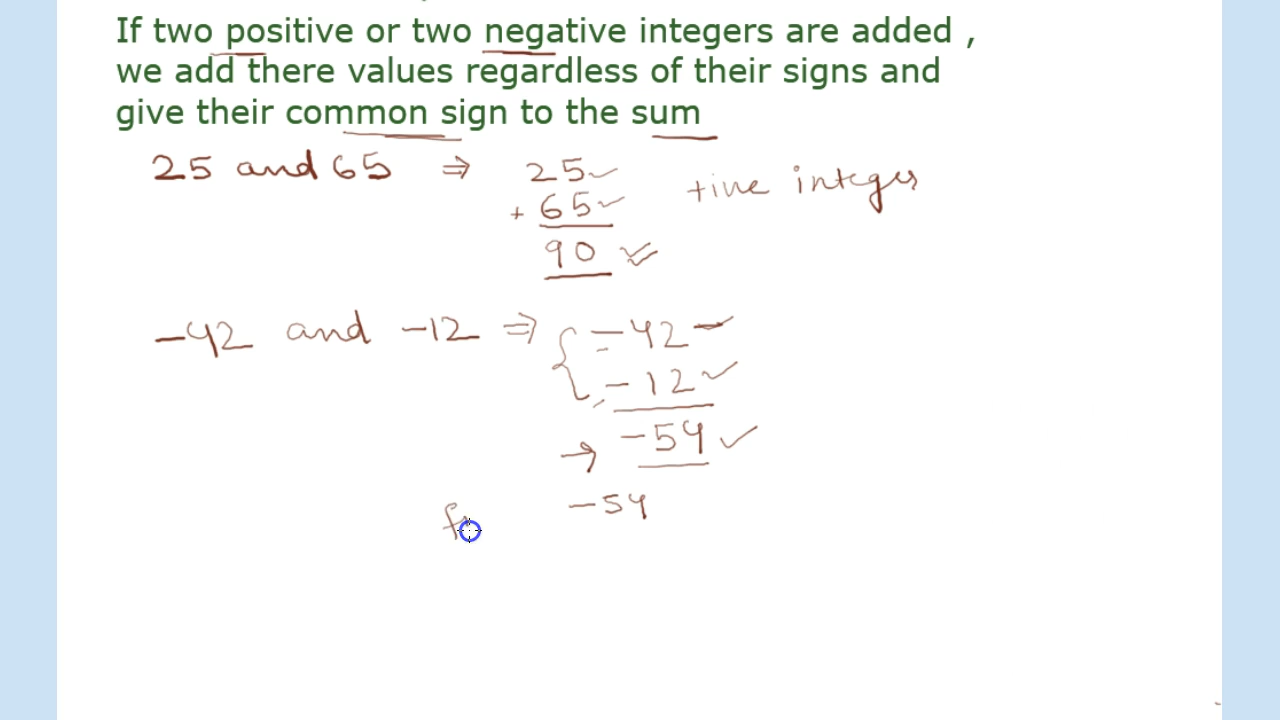 If two positive or two negative integers are added ,
we add there values regardless of their signs and
give their common sign to the sum
25 and 65 ⇒ 25
+ 65
90
+ive integer
-42 and -12 ⇒ -42
-12
-54
→
-54